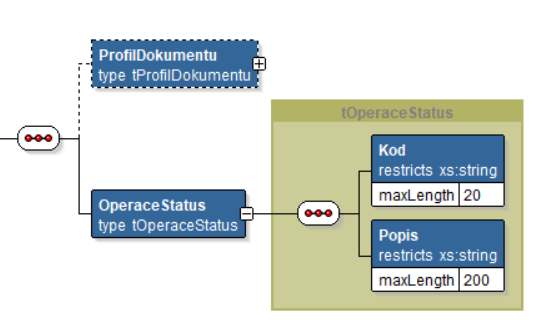 ProfilDokumentu
type tProfilDokumentu
tOperaceStatus
Kod
restricts xs:string
maxLength 20
OperaceStatus
type tOperaceStatus
Popis
restricts xs:string
maxLength 200